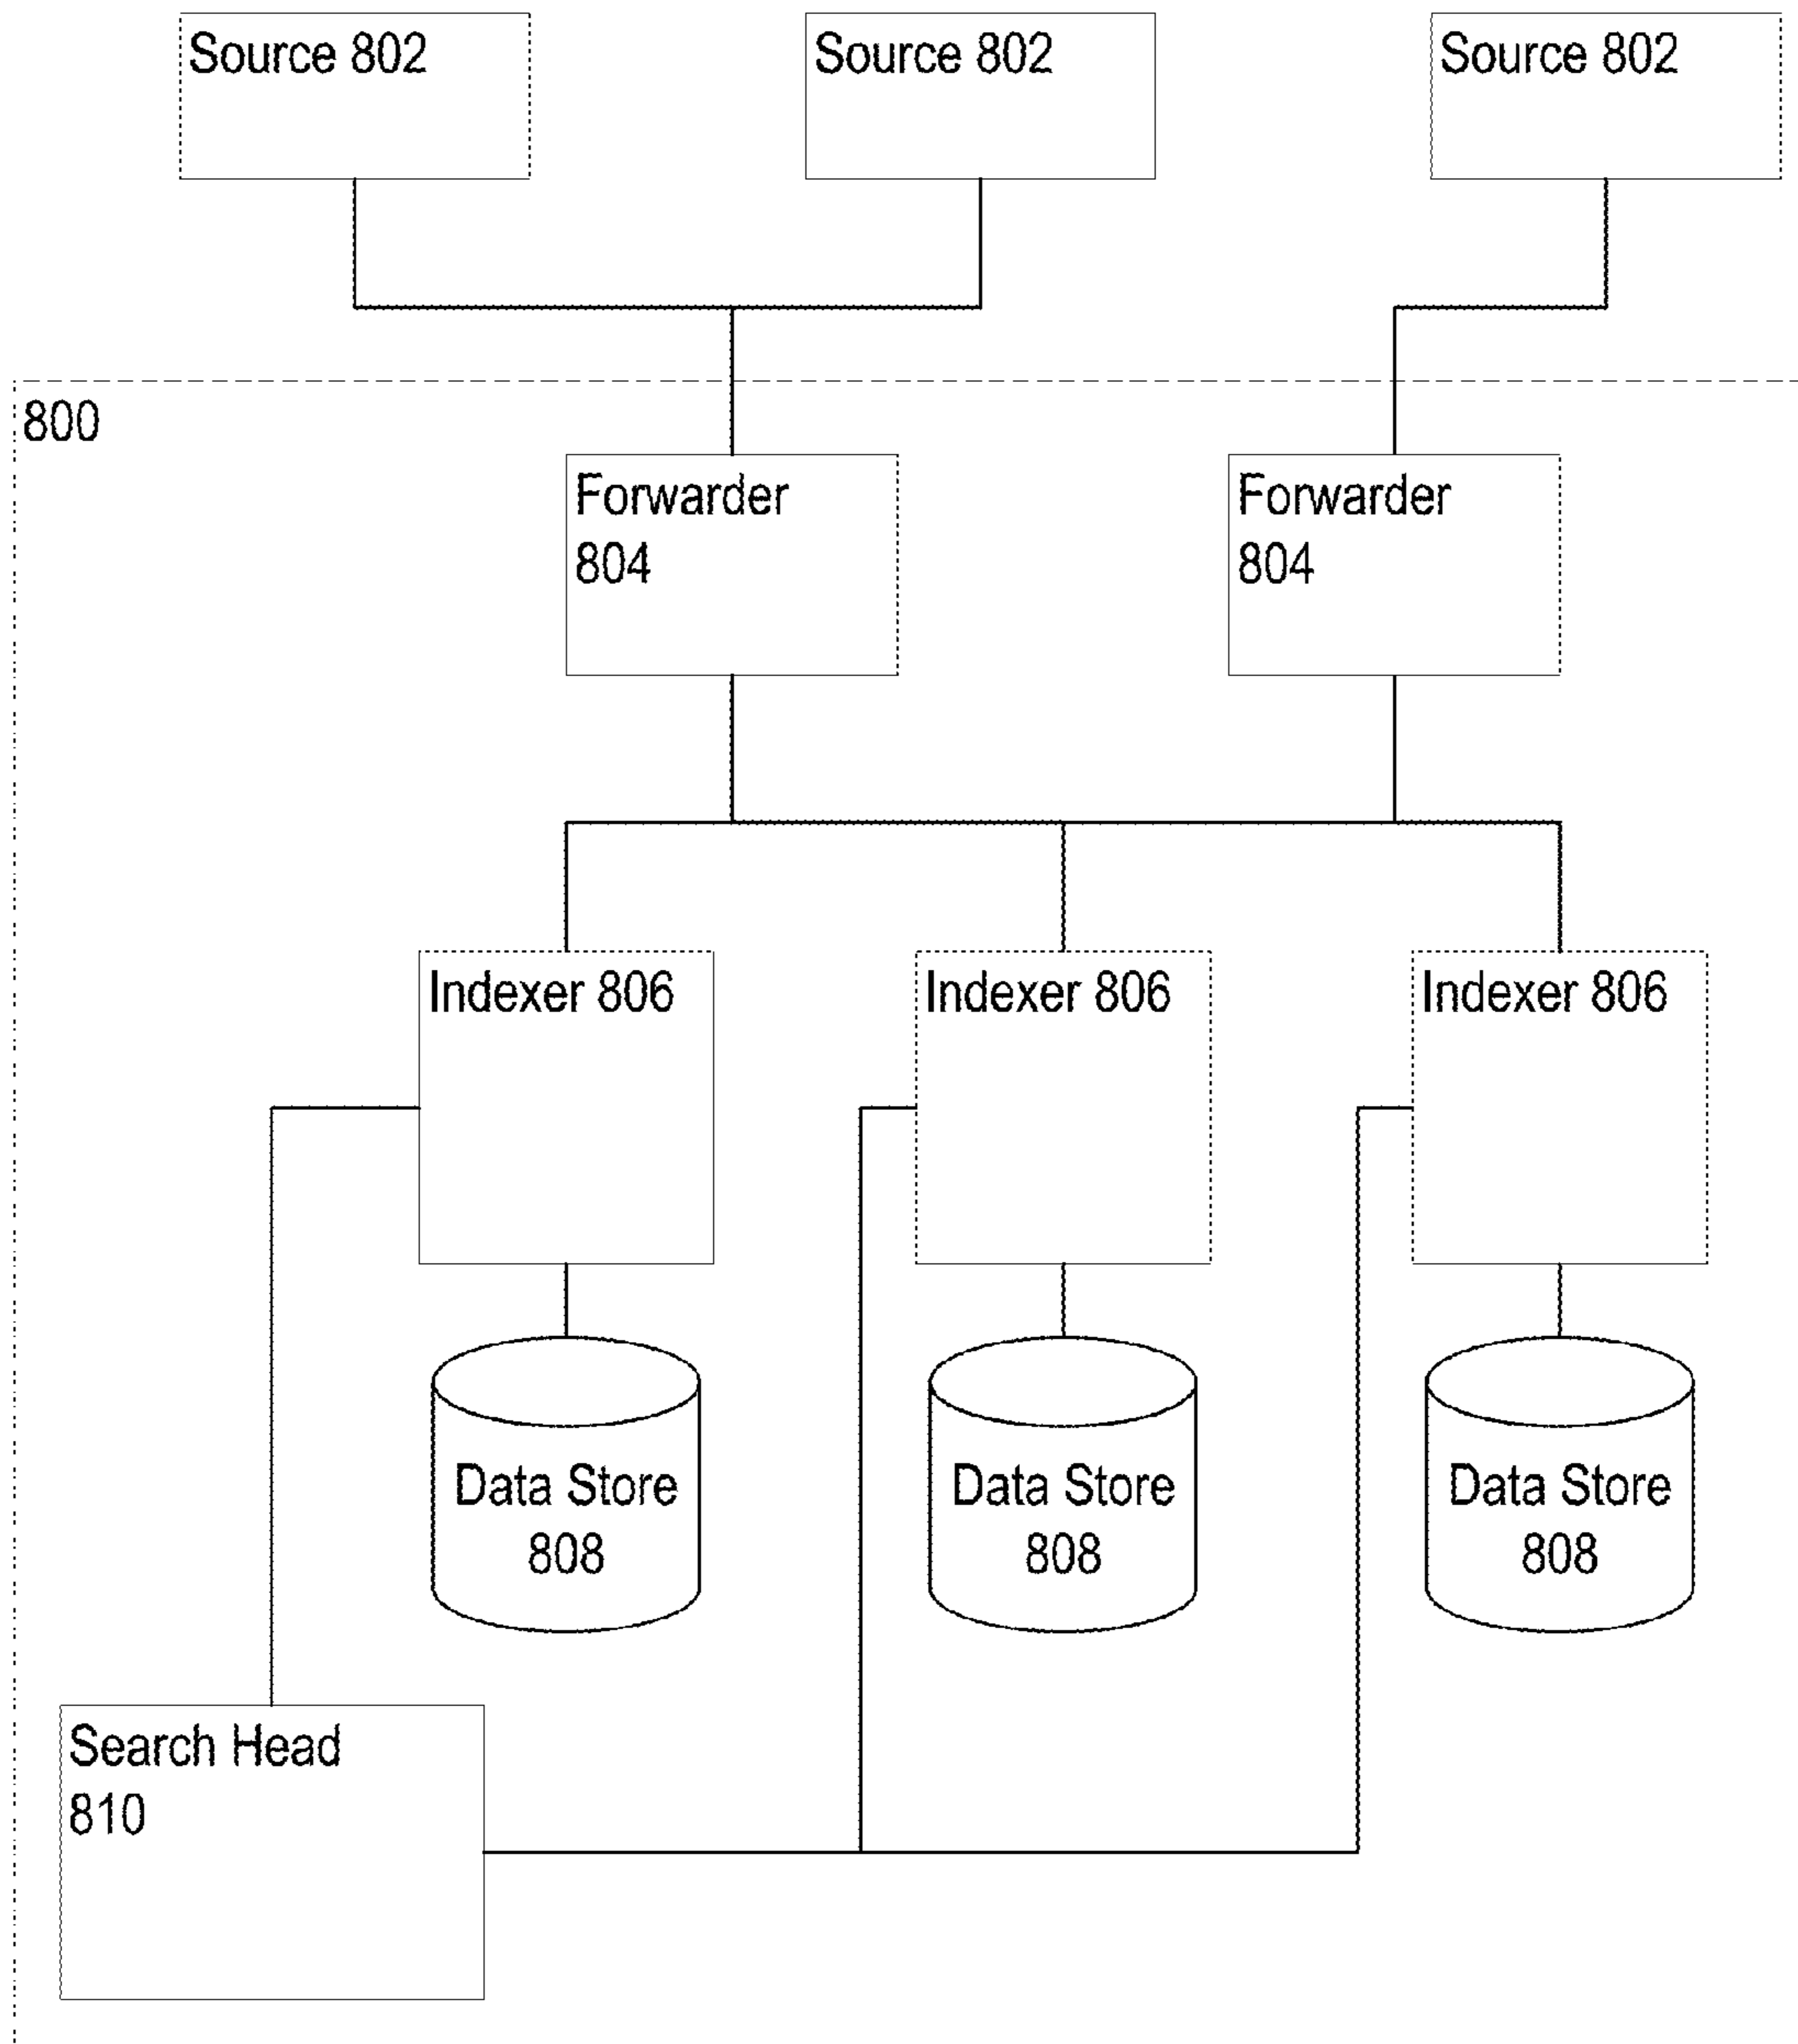 Source 802
Source 802
Source 802
800
Forwarder
804
Forwarder
804
Indexer 806
Indexer 806
Indexer 806
Data Store
808
Data Store
808
Data Store
808
Search Head
810